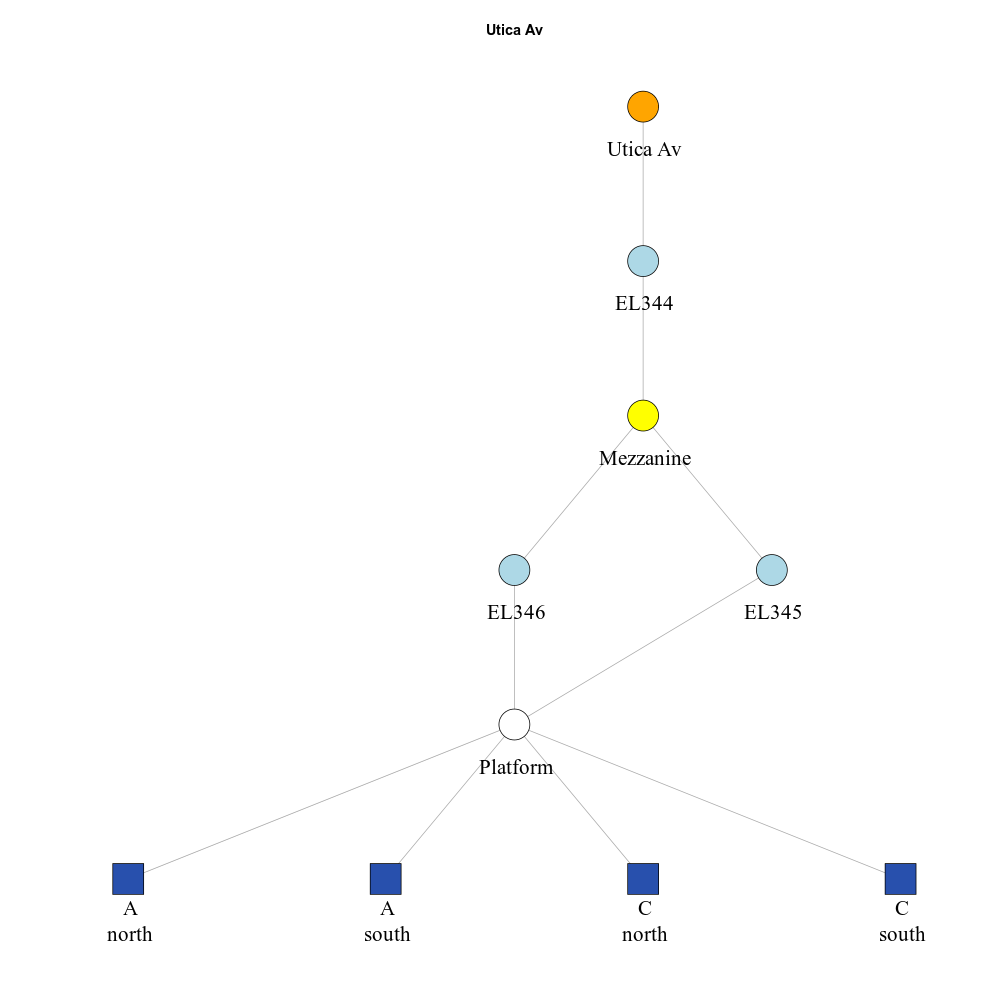 Utica Av
Utica Av
EL344
Mezzanine
EL346
EL345
Platform
A
north
A
south
C
north
C
south